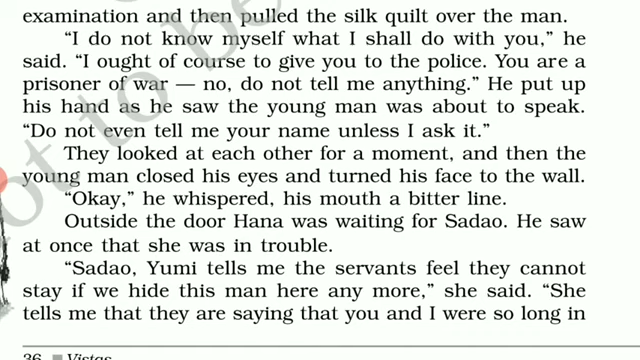 examination and then pulled the silk quilt over the man.
“I do not know myself what I shall do with you,” he
said. “I ought of course to give you to the police. You are a
prisoner of war — no, do not tell me anything.” He put up
his hand as he saw the young man was about to speak.
“Do not even tell me your name unless I ask it.”
They looked at each other for a moment, and then the
young man closed his eyes and turned his face to the wall.
“Okay,” he whispered, his mouth a bitter line.
Outside the door Hana was waiting for Sadao. He saw
at once that she was in trouble.
“Sadao, Yumi tells me the servants feel they cannot
stay if we hide this man here any more,” she said. “She
tells me that they are saying that you and I were so long in
36 Vistas
not to be